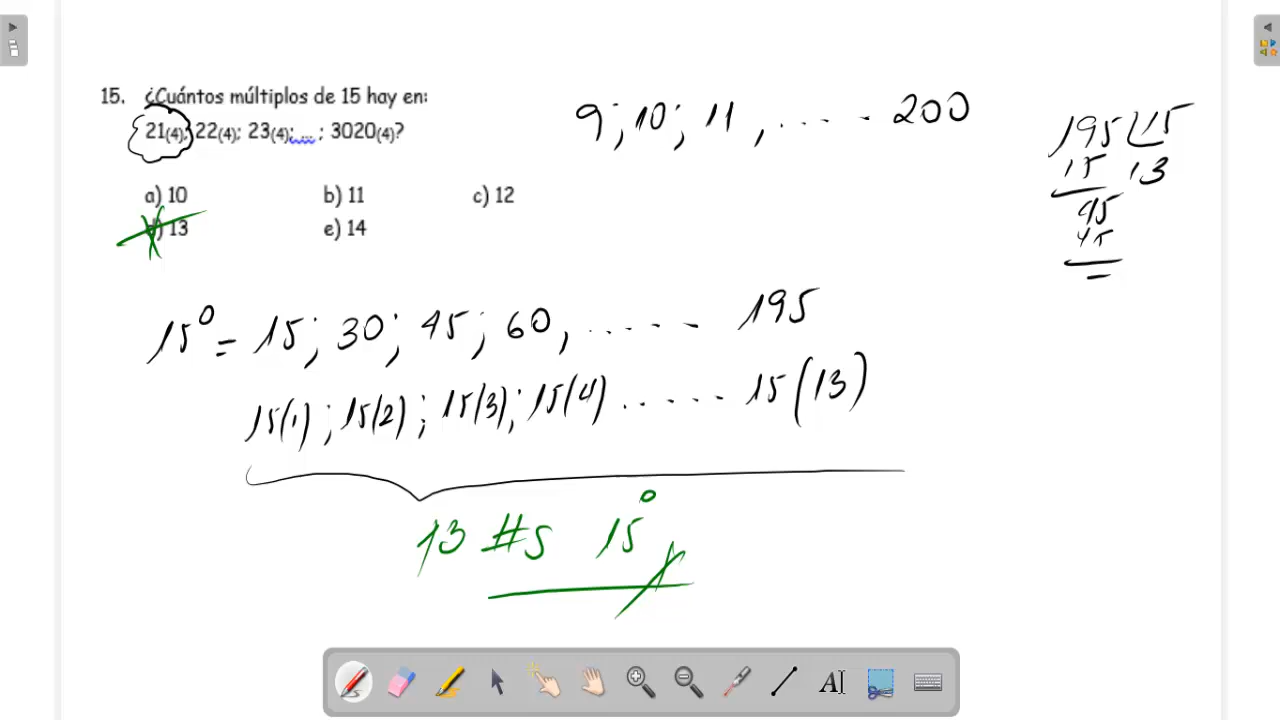 15. ¿Cuántos múltiplos de 15 hay en:
21(4); 22(4); 23(4); ... ; 3020(4)?
a) 10 b) 11 c) 12
d) 13 e) 14
9; 10; 11, ..... 200
195 15
15 13
45
45
=
15° = 15; 30; 45; 60, ...... 195
15(1); 15(2); 15(3); 15(4) ...... 15(13)
13 #s 15°
AI